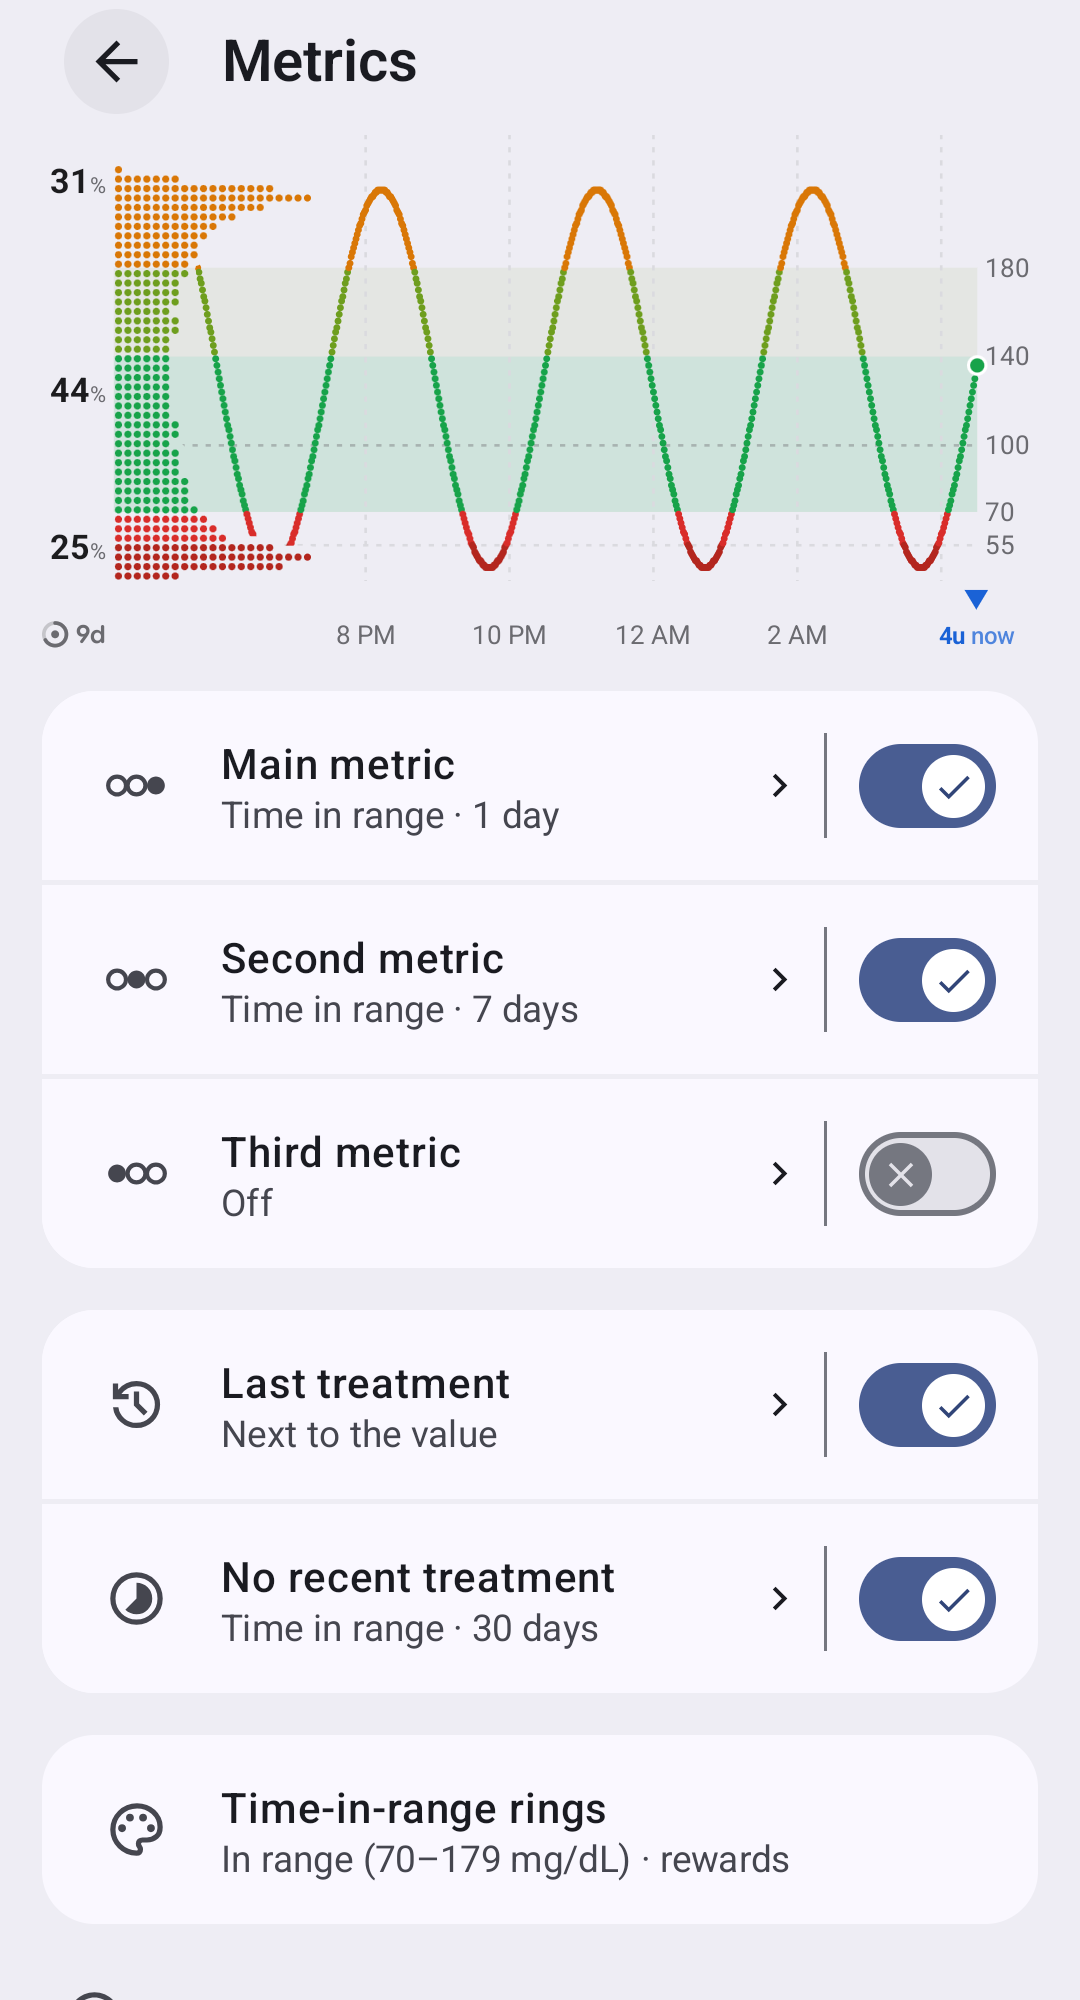 Metrics
31%
180
140
44%
100
70
25%
55
9d
8 PM
10 PM
12 AM
2 AM
4u now
Main metric
Time in range · 1 day
Second metric
Time in range · 7 days
Third metric
Off
Last treatment
Next to the value
No recent treatment
Time in range · 30 days
Time-in-range rings
In range (70–179 mg/dL) · rewards